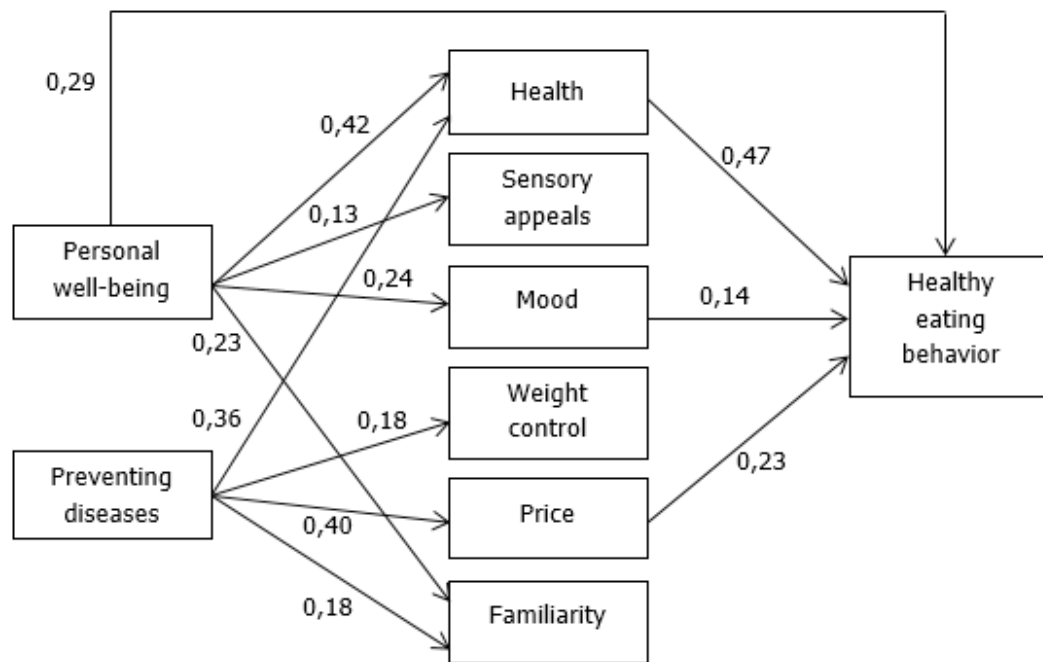 0,29
Health
0,42
0,47
Sensory
appeals
0,13
Personal
well-being
0,24
Mood
0,14
Healthy
eating
behavior
0,23
Weight
control
0,36
0,18
0,23
Preventing
diseases
Price
0,40
0,18
Familiarity